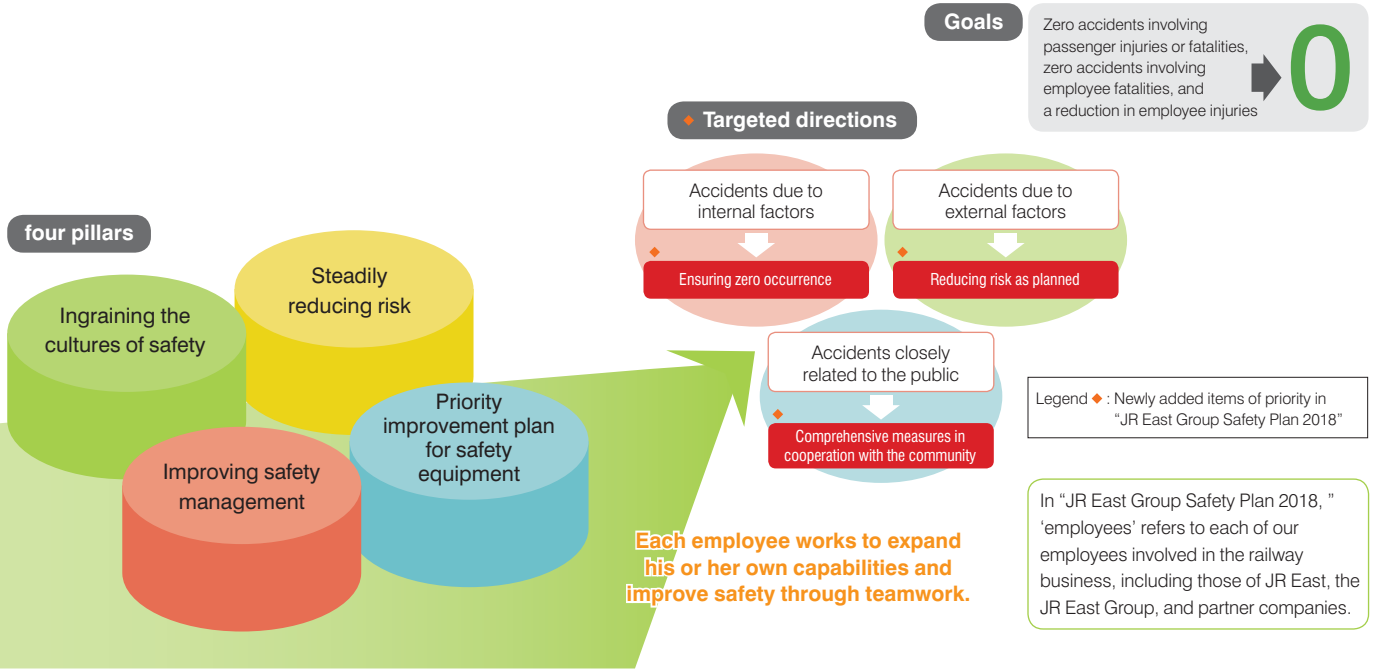 Goals
Zero accidents involving
passenger injuries or fatalities,
zero accidents involving
employee fatalities, and
a reduction in employee injuries
0
◆ Targeted directions
Accidents due to
internal factors
◆
Ensuring zero occurrence
Accidents due to
external factors
◆
Reducing risk as planned
Accidents closely
related to the public
◆
Comprehensive measures in
cooperation with the community
four pillars
Ingraining the
cultures of safety
Steadily
reducing risk
Improving safety
management
Priority
improvement plan
for safety
equipment
Each employee works to expand
his or her own capabilities and
improve safety through teamwork.
Legend ◆ : Newly added items of priority in
“JR East Group Safety Plan 2018”
In “JR East Group Safety Plan 2018, ”
‘employees’ refers to each of our
employees involved in the railway
business, including those of JR East, the
JR East Group, and partner companies.